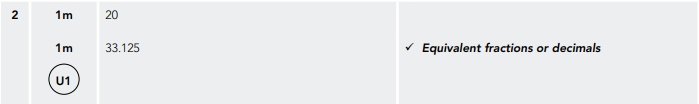 2 1m 20
1m 33.125 ✓ Equivalent fractions or decimals
U1